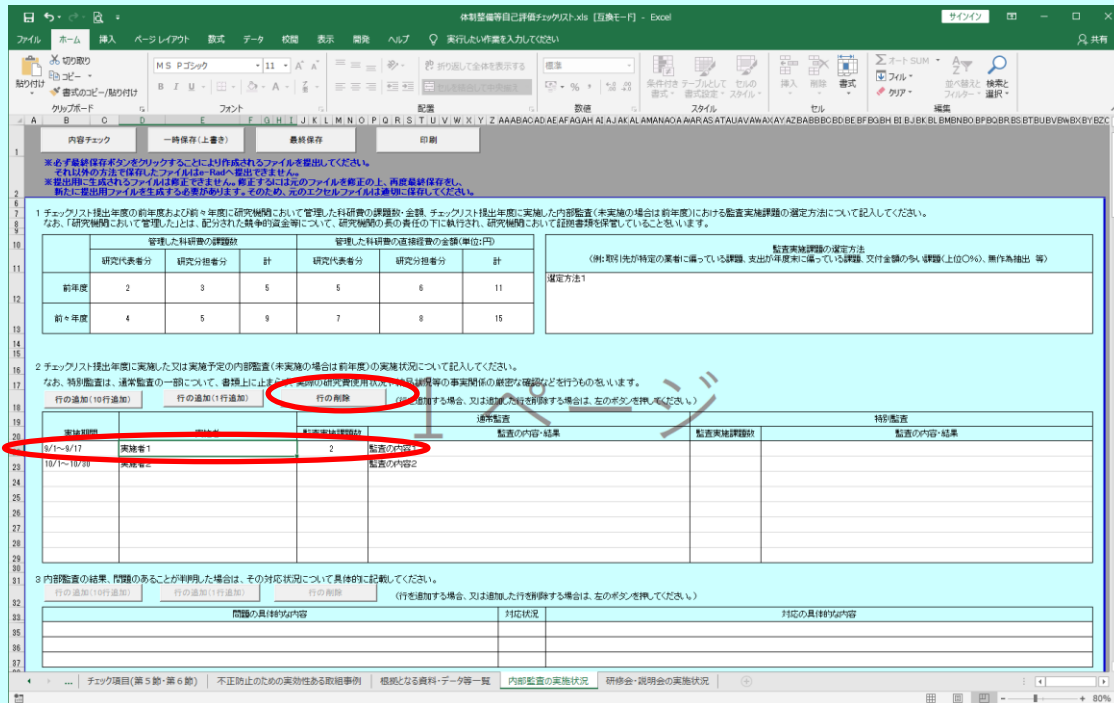 体制整備等自己評価チェックリスト.xls [互換モード] - Excel
サインイン
ファイル ホーム 挿入 ページ レイアウト 数式 データ 校閲 表示 開発 ヘルプ 実行したい作業を入力してください 共有
貼り付け 切り取り コピー 書式のコピー/貼り付け
MS Pゴシック 11
折り返して全体を表示する セルを結合して中央揃え
標準
条件付き書式 テーブルとして書式設定 セルのスタイル
挿入 削除 書式
オート SUM フィル クリア
並べ替えとフィルター 検索と選択
クリップボード フォント 配置 数値 スタイル セル 編集
内容チェック 一時保存(上書き) 最終保存 印刷
※必ず最終保存ボタンをクリックすることにより作成されるファイルを提出してください。
それ以外の方法で保存したファイルはe-Radへ提出できません。
※提出用に生成されるファイルは修正できません。修正するには元のファイルを修正の上、再度最終保存をし、
新たに提出用ファイルを生成する必要があります。そのため、元のエクセルファイルは適切に保存してください。
1 チェックリスト提出年度の前年度および前々年度に研究機関において管理した科研費の課題数・金額、チェックリスト提出年度に実施した内部監査(未実施の場合は前年度)における監査実施課題の選定方法について記入してください。
なお、「研究機関において管理した」とは、配分された競争的資金等について、研究機関の長の責任の下に執行され、研究機関において証拠書類を保管していることをいいます。
管理した科研費の課題数 管理した科研費の直接経費の金額(単位:円)
監査実施課題の選定方法
(例:取引先が特定の業者に偏っている課題、支出が年度末に偏っている課題、交付金額の多い課題(上位○%)、無作為抽出 等)
研究代表者分 研究分担者分 計 研究代表者分 研究分担者分 計
前年度 2 3 5 5 6 11
選定方法1
前々年度 4 5 9 7 8 15
2 チェックリスト提出年度に実施した又は実施予定の内部監査(未実施の場合は前年度)の実施状況について記入してください。
なお、特別監査は、通常監査の一部について、書類上に止まらず、実際の研究費使用状況や納品状況等の事実関係の厳密な確認などを行うものをいいます。
行の追加(10行追加) 行の追加(1行追加) 行の削除 (行を追加する場合、又は追加した行を削除する場合は、左のボタンを押してください。)
1 ページ
通常監査 特別監査
実施期間 実施者 監査実施課題数 監査の内容・結果 監査実施課題数 監査の内容・結果
9/1～9/17 実施者1 2 監査の内容1
10/1～10/30 実施者2 監査の内容2
3 内部監査の結果、問題のあることが判明した場合は、その対応状況について具体的に記載してください。
行の追加(10行追加) 行の追加(1行追加) 行の削除 (行を追加する場合、又は追加した行を削除する場合は、左のボタンを押してください。)
問題の具体的な内容 対応状況 対応の具体的な内容
... チェック項目(第5節・第6節) 不正防止のための実効性ある取組事例 根拠となる資料・データ等一覧 内部監査の実施状況 研修会・説明会の実施状況
80%